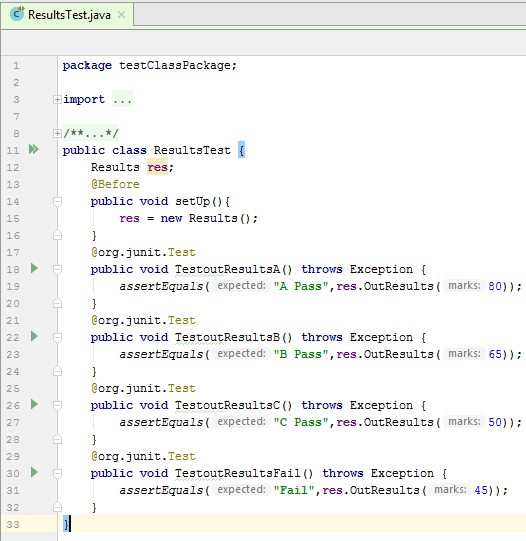 ResultsTest.java
1 package testClassPackage;
2
3 import ...
7
8 /**...*/
11 public class ResultsTest {
12 Results res;
13 @Before
14 public void setUp(){
15 res = new Results();
16 }
17 @org.junit.Test
18 public void TestoutResultsA() throws Exception {
19 assertEquals( expected: "A Pass",res.OutResults( marks: 80));
20 }
21 @org.junit.Test
22 public void TestoutResultsB() throws Exception {
23 assertEquals( expected: "B Pass",res.OutResults( marks: 65));
24 }
25 @org.junit.Test
26 public void TestoutResultsC() throws Exception {
27 assertEquals( expected: "C Pass",res.OutResults( marks: 50));
28 }
29 @org.junit.Test
30 public void TestoutResultsFail() throws Exception {
31 assertEquals( expected: "Fail",res.OutResults( marks: 45));
32 }
33 }